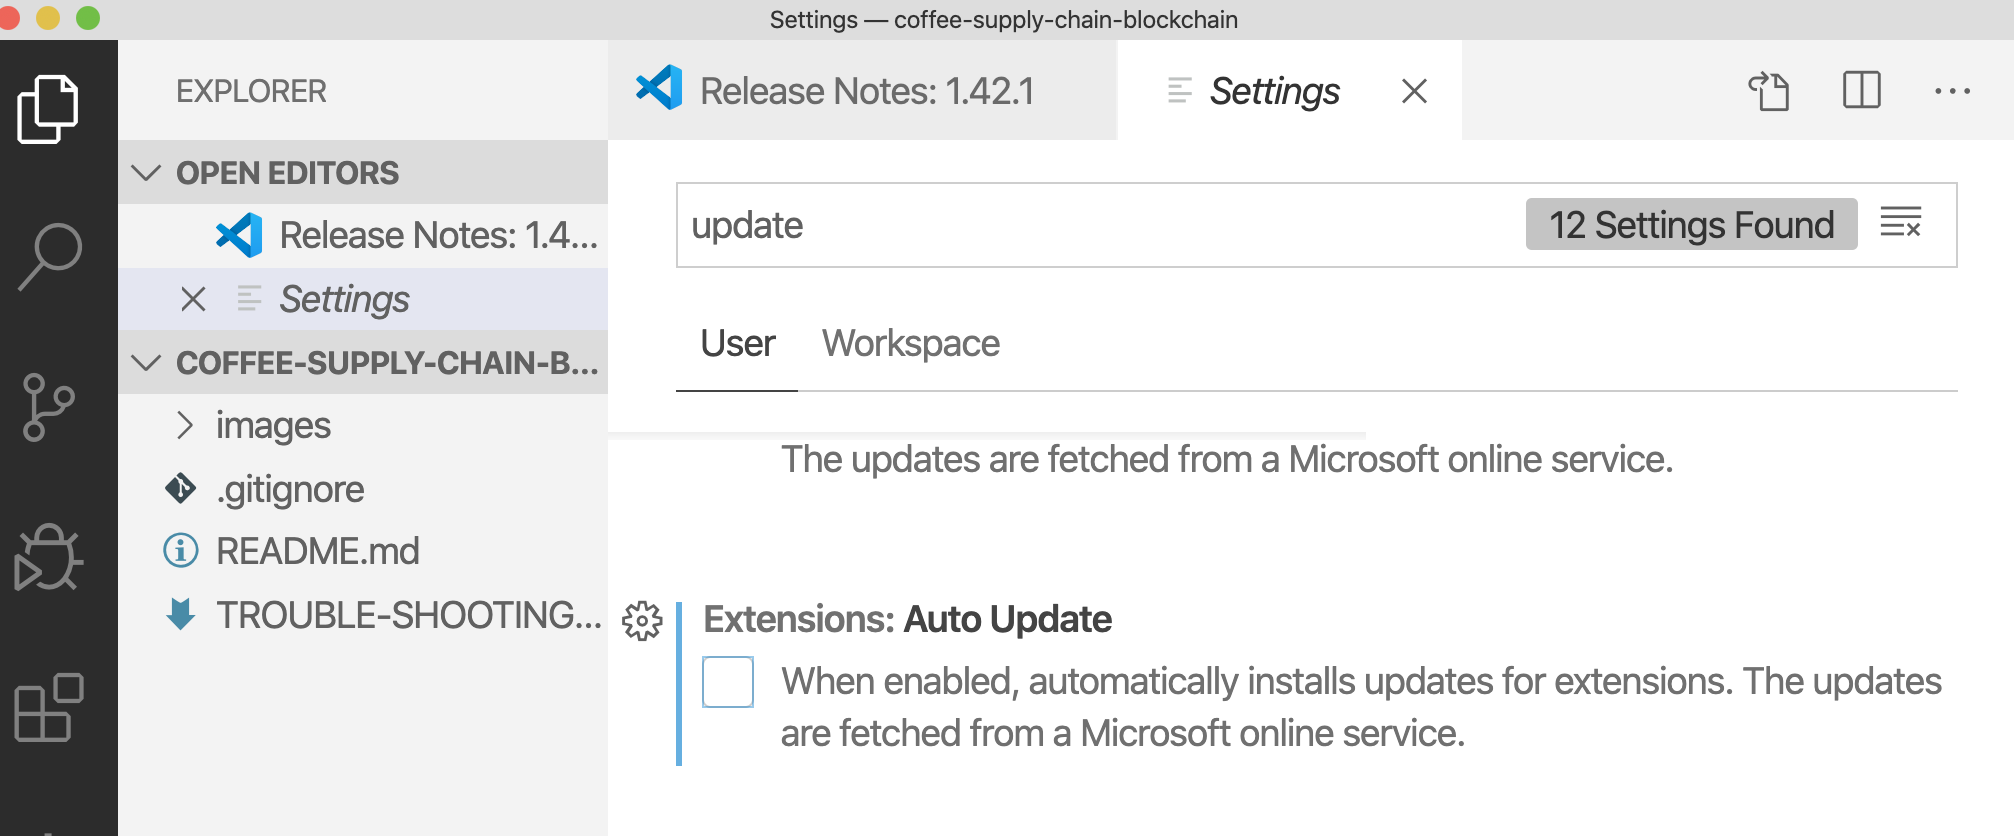 Settings — coffee-supply-chain-blockchain
EXPLORER
OPEN EDITORS
Release Notes: 1.4...
Settings
COFFEE-SUPPLY-CHAIN-B...
images
.gitignore
README.md
TROUBLE-SHOOTING...
Release Notes: 1.42.1
Settings
update
12 Settings Found
User Workspace
The updates are fetched from a Microsoft online service.
Extensions: Auto Update
When enabled, automatically installs updates for extensions. The updates
are fetched from a Microsoft online service.